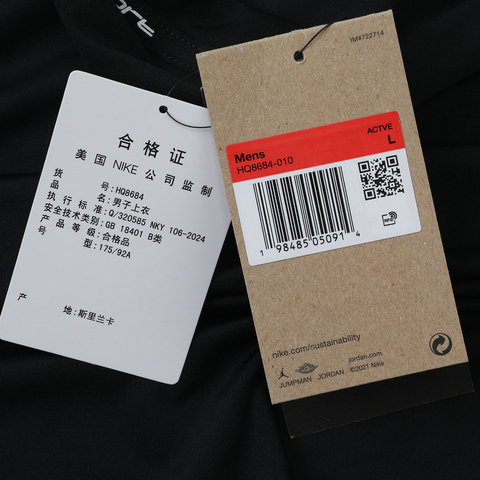 ort
IM#722714
合格证
美国 NIKE 公司监制
货号:HQ8684
品名:男子上衣
执行标准:Q/320585 NKY 106-2024
安全技术类别:GB 18401 B类
产品等级:合格品
号型:175/92A
产地:斯里兰卡
ACTVE
Mens L
HQ8684-010
RFID
1 98485 05091 4
nike.com/sustainability
jordan.com
JUMPMAN JORDAN ©2021 Nike